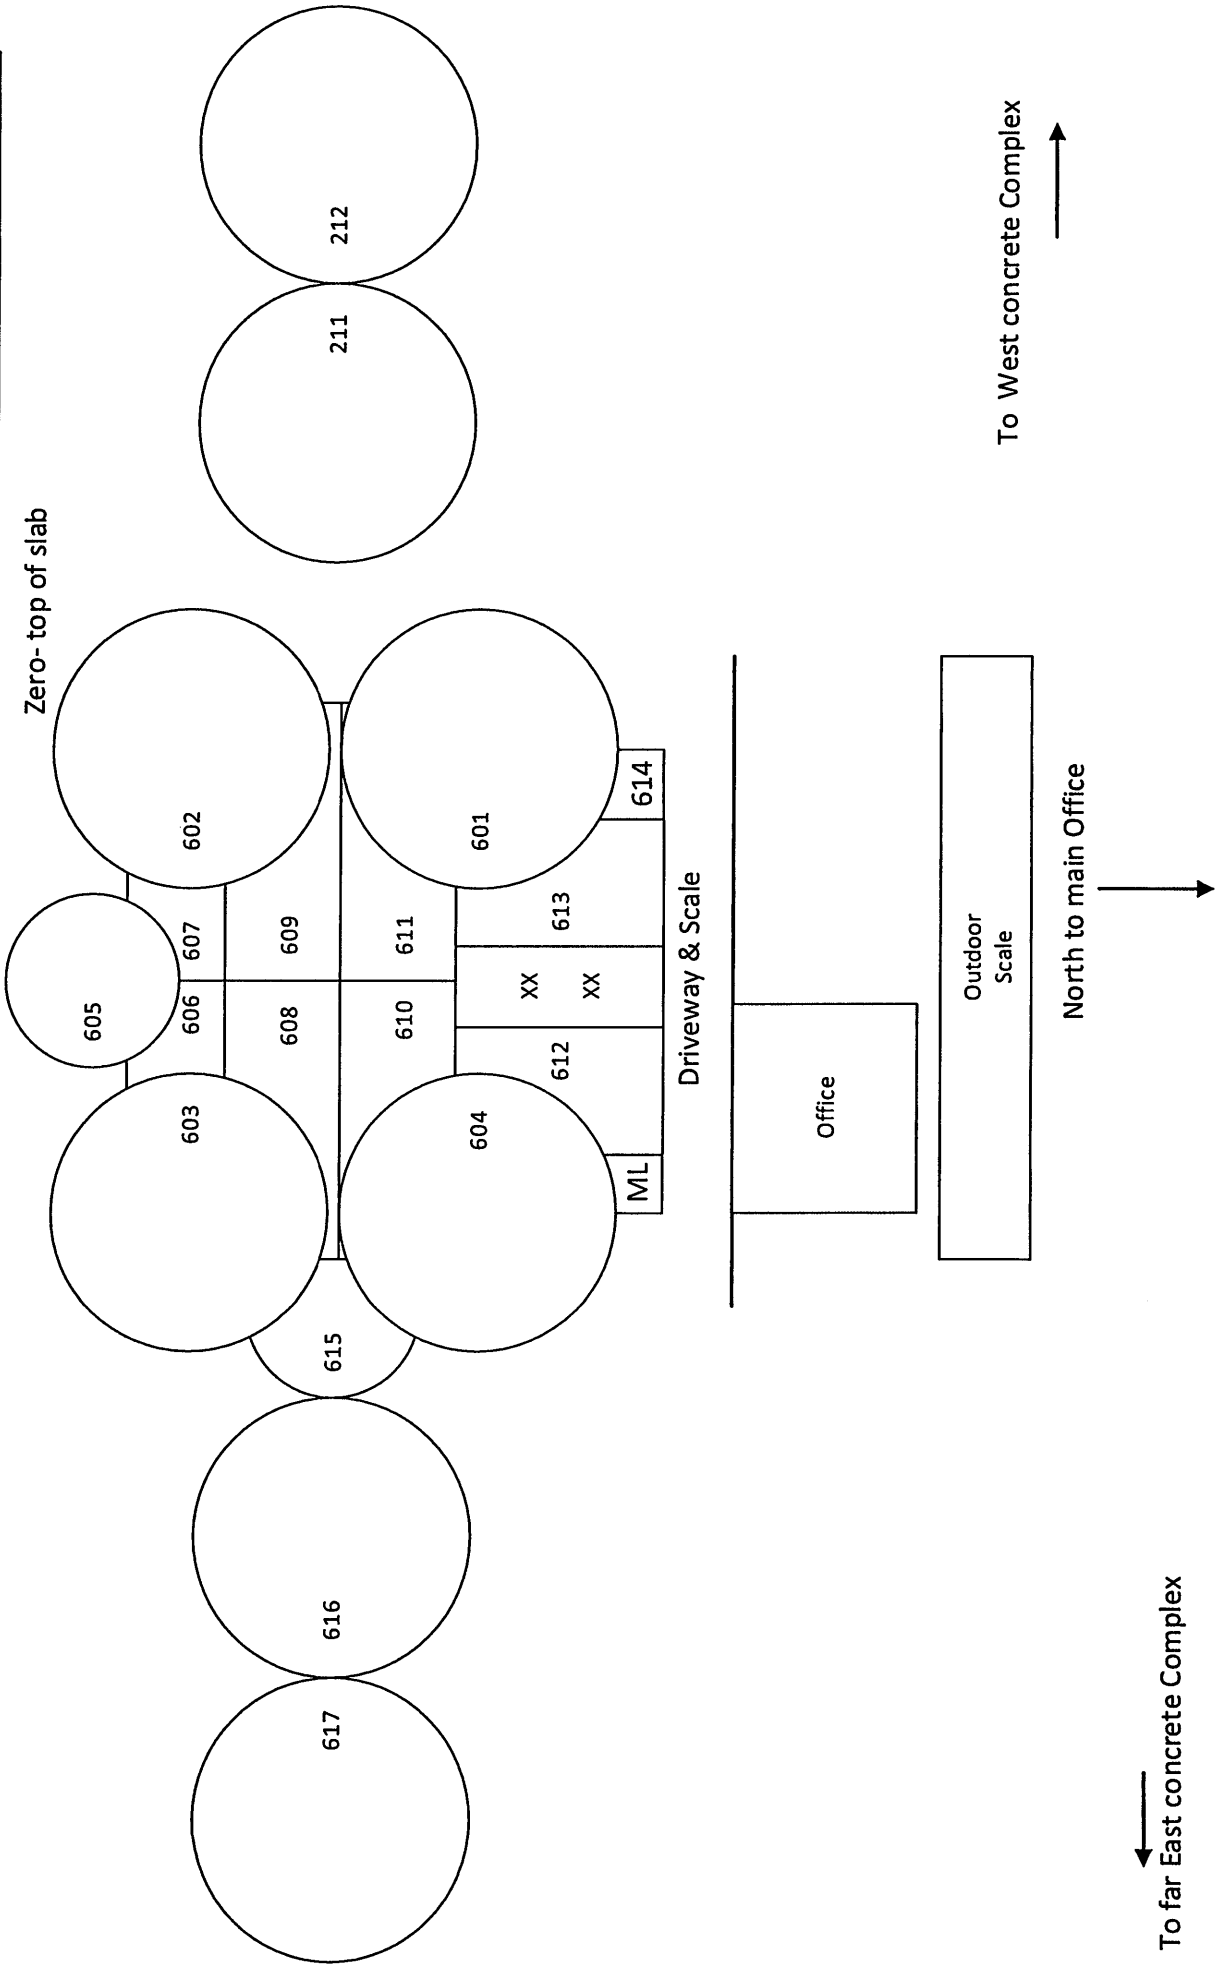 Zero- top of slab
605
603
606
607
602
608
609
617
616
615
211
212
610
611
604
601
XX
612
613
XX
ML
614
Driveway & Scale
Office
Outdoor
Scale
To West concrete Complex
North to main Office
To far East concrete Complex